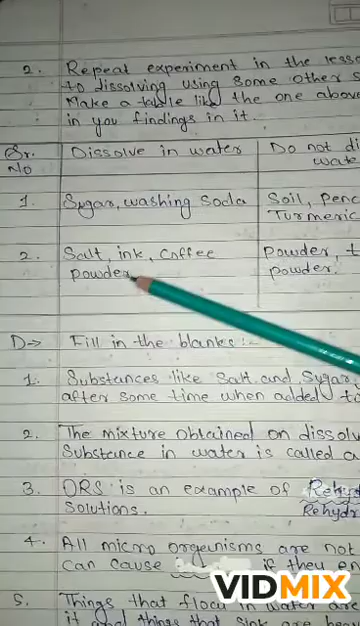 2. Repeat experiment in the less
to dissolving using some other s
Make a table like the one abov
in you findings in it.
Sr. No Dissolve in water Do not di
wate
1. Sugar, washing Soda Soil, Penc
Turmeric
2. Salt, ink, Coffee powder, t
powder powder.
D→ Fill in the blanks:-
1. Substances like Salt and Sugar,
after some time when added to
2. The mixture obtained on dissolv
Substance in water is called a
3. ORS is an example of Rehyd
Solutions. Rehydr
4. All micro organisms are not
can cause if they en
5. Things that in water are
it and things that sink are hea
VIDMIX